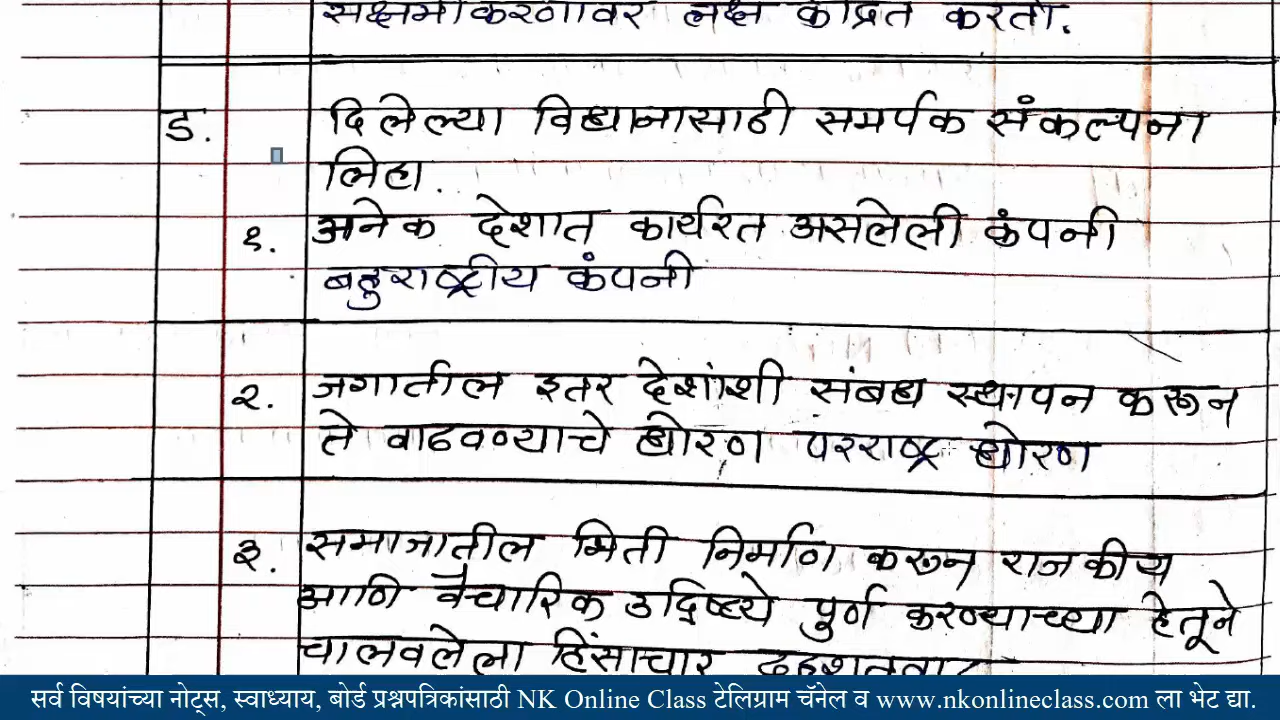 सक्षमीकरणावर लक्ष केंद्रित करतो.
ड. दिलेल्या विधानासाठी समर्पक संकल्पना
लिहा.
१. अनेक देशात कार्यरत असलेली कंपनी
बहुराष्ट्रीय कंपनी
२. जगातील इतर देशांशी संबध स्थापन करून
ते वाढवण्याचे धोरण परराष्ट्र धोरण
३. समाजातील भिती निर्माण करून राजकीय
आणि वैचारिक उद्दिष्ट्ये पुर्ण करण्याच्या हेतूने
चालवलेला हिंसाचार दहशतवाद
सर्व विषयांच्या नोट्स, स्वाध्याय, बोर्ड प्रश्नपत्रिकांसाठी NK Online Class टेलिग्राम चॅनेल व www.nkonlineclass.com ला भेट द्या.